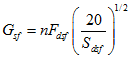 G_sf = nF_dsf (20 / S_dsf)^1/2